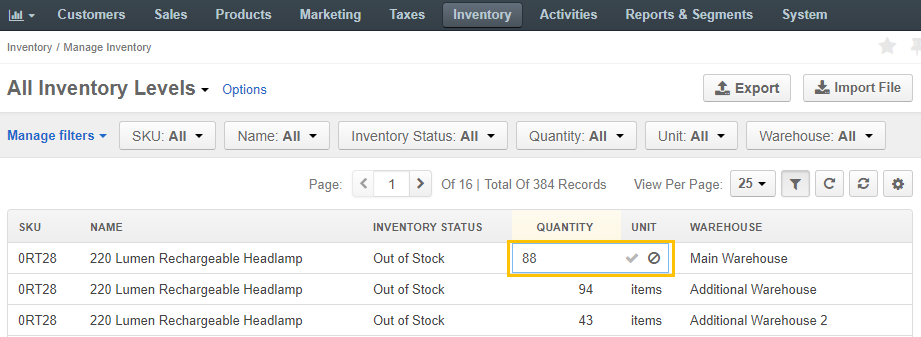 Customers Sales Products Marketing Taxes Inventory Activities Reports & Segments System
Inventory / Manage Inventory
All Inventory Levels Options Export Import File
Manage filters SKU: All Name: All Inventory Status: All Quantity: All Unit: All Warehouse: All
Page: 1 Of 16 | Total Of 384 Records View Per Page: 25
SKU NAME INVENTORY STATUS QUANTITY UNIT WAREHOUSE
0RT28 220 Lumen Rechargeable Headlamp Out of Stock 88 Main Warehouse
0RT28 220 Lumen Rechargeable Headlamp Out of Stock 94 items Additional Warehouse
0RT28 220 Lumen Rechargeable Headlamp Out of Stock 43 items Additional Warehouse 2